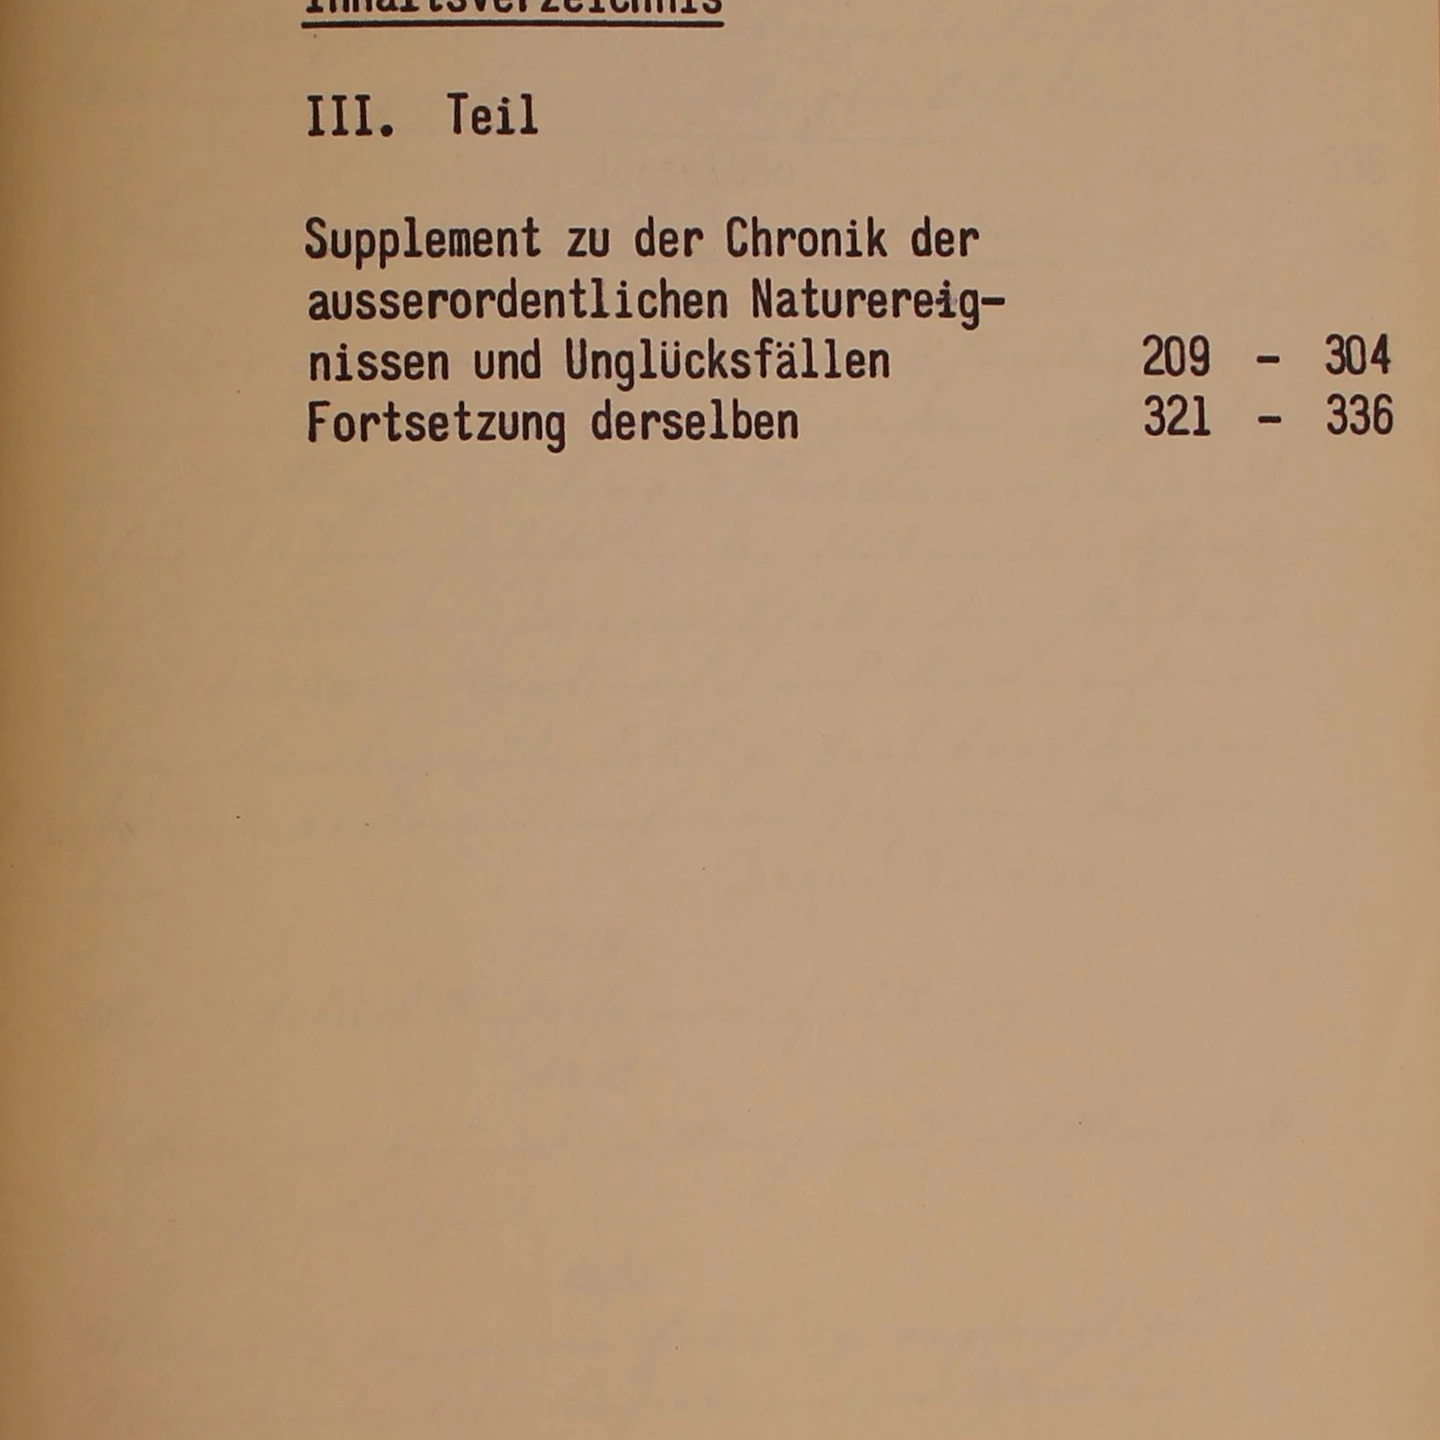 Inhaltsverzeichnis
III. Teil
Supplement zu der Chronik der
ausserordentlichen Naturereig-
nissen und Unglücksfällen 209 - 304
Fortsetzung derselben 321 - 336